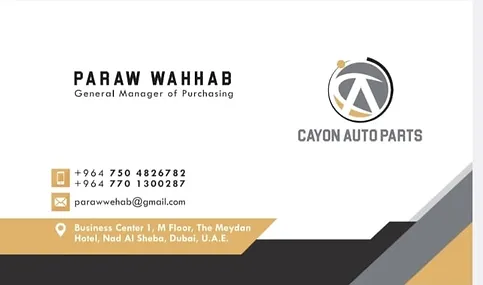 PARAW WAHHAB
General Manager of Purchasing
CAYON AUTO PARTS
+964 750 4826782
+964 770 1300287
parawwehab@gmail.com
Business Center 1, M Floor, The Meydan
Hotel, Nad Al Sheba, Dubai, U.A.E.